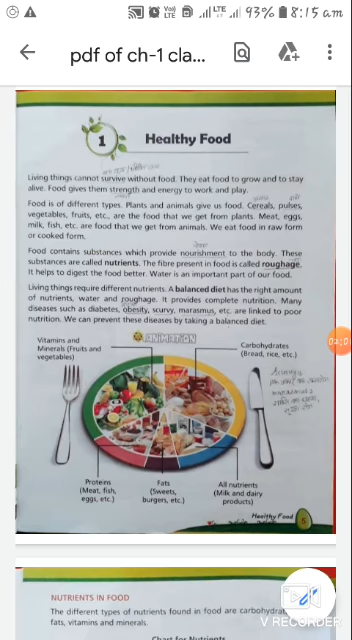 Vo))
LTE
LTE
93%
8:15 am
pdf of ch-1 cla...
1
Healthy Food
Living things cannot survive without food. They eat food to grow and to stay
alive. Food gives them strength and energy to work and play.
Food is of different types. Plants and animals give us food. Cereals, pulses,
vegetables, fruits, etc., are the food that we get from plants. Meat, eggs,
milk, fish, etc. are food that we get from animals. We eat food in raw form
or cooked form.
Food contains substances which provide nourishment to the body. These
substances are called nutrients. The fibre present in food is called roughage.
It helps to digest the food better. Water is an important part of our food.
Living things require different nutrients. A balanced diet has the right amount
of nutrients, water and roughage. It provides complete nutrition. Many
diseases such as diabetes, obesity, scurvy, marasmus, etc. are linked to poor
nutrition. We can prevent these diseases by taking a balanced diet.
ANIMATION
Vitamins and
Minerals (Fruits and
vegetables)
Carbohydrates
(Bread, rice, etc.)
Proteins
(Meat, fish,
eggs, etc.)
Fats
(Sweets,
burgers, etc.)
All nutrients
(Milk and dairy
products)
Healthy Food
5
NUTRIENTS IN FOOD
The different types of nutrients found in food are carbohydrat
fats, vitamins and minerals.
Chart for Nutrients
V RECORDER